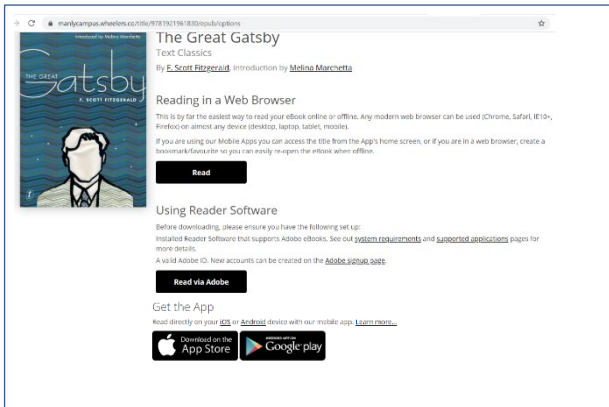 manlycampus.wheelers.co/title/9781921961830/epub/options
Introduced by Melina Marchetta
THE GREAT
Gatsby
F. SCOTT FITZGERALD
The Great Gatsby
Text Classics
By F. Scott Fitzgerald, Introduction by Melina Marchetta
Reading in a Web Browser
This is by far the easiest way to read your eBook online or offline. Any modern web browser can be used (Chrome, Safari, IE10+,
Firefox) on almost any device (desktop, laptop, tablet, mobile).
If you are using our Mobile Apps you can access the title from the App's home screen, or if you are in a web browser, create a
bookmark/favourite so you can easily re-open the eBook when offline.
Read
Using Reader Software
Before downloading, please ensure you have the following set up:
Installed Reader Software that supports Adobe eBooks. See out system requirements and supported applications pages for
more details.
A valid Adobe ID. New accounts can be created on the Adobe signup page.
Read via Adobe
Get the App
Read directly on your iOS or Android device with our mobile app. Learn more...
Download on the
App Store
ANDROID APP ON
Google play